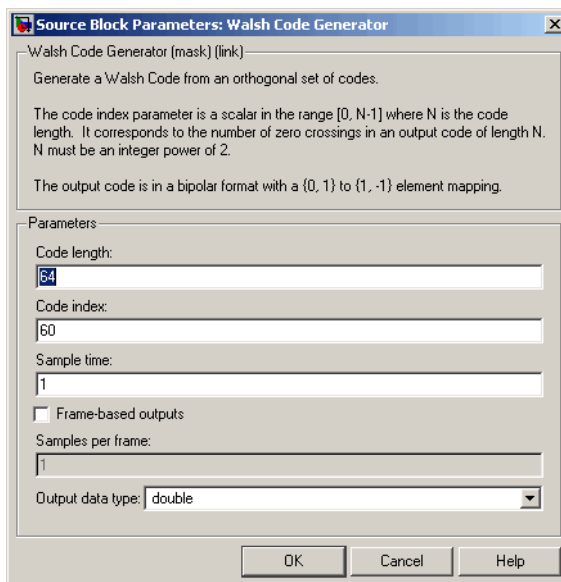 Source Block Parameters: Walsh Code Generator
Walsh Code Generator (mask) (link)
Generate a Walsh Code from an orthogonal set of codes.
The code index parameter is a scalar in the range [0, N-1] where N is the code
length. It corresponds to the number of zero crossings in an output code of length N.
N must be an integer power of 2.
The output code is in a bipolar format with a {0, 1} to {1, -1} element mapping.
Parameters
Code length:
64
Code index:
60
Sample time:
1
Frame-based outputs
Samples per frame:
1
Output data type: double
OK Cancel Help